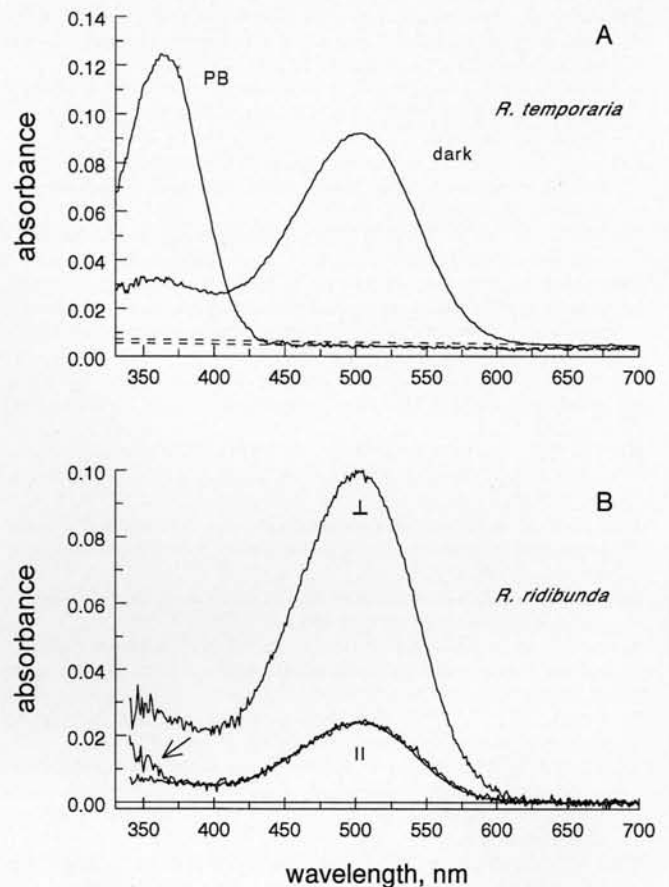 A
R. temporaria
PB
dark
absorbance
0.14
0.12
0.10
0.08
0.06
0.04
0.02
0.00
350 400 450 500 550 600 650 700
B
R. ridibunda
⊥
||
absorbance
0.10
0.08
0.06
0.04
0.02
0.00
350 400 450 500 550 600 650 700
wavelength, nm